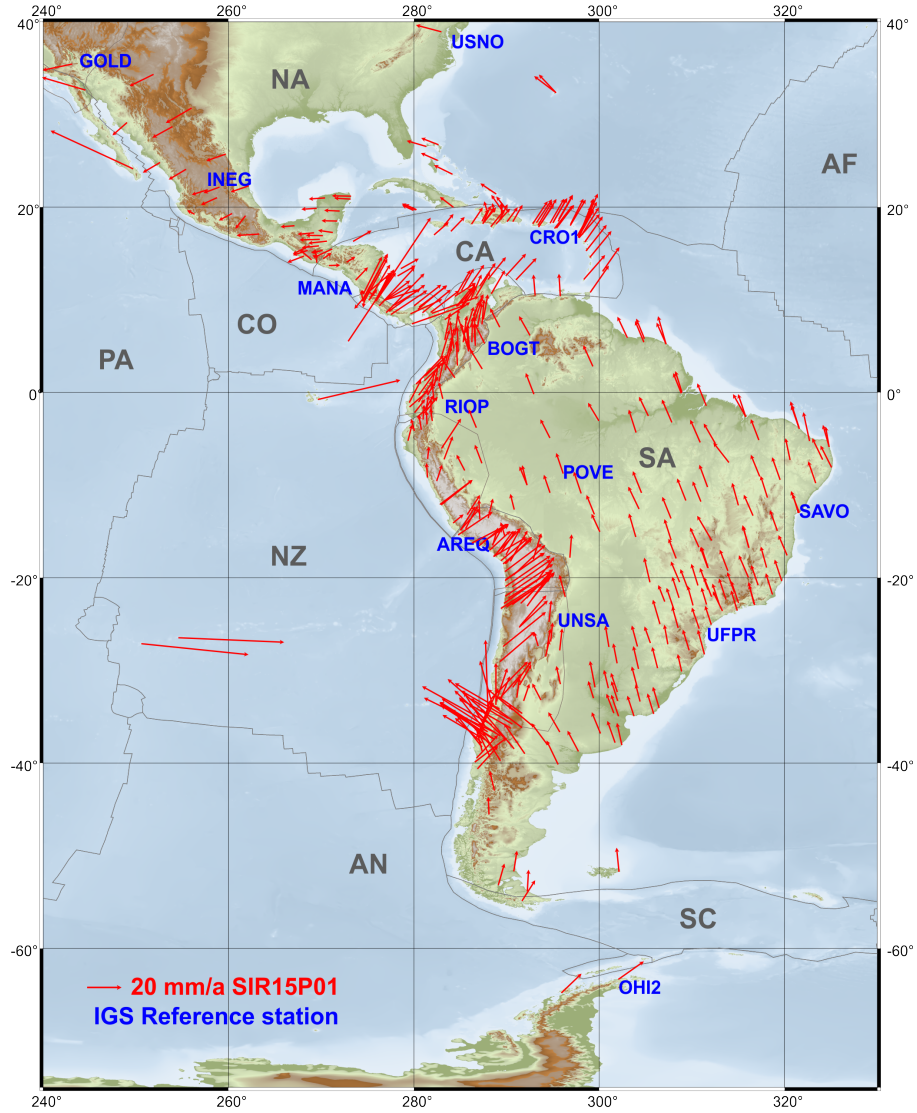 240° 260° 280° 300° 320°
40° 40°
USNO
GOLD
NA
AF
INEG
20° 20°
CRO1
CA
MANA
CO
BOGT
PA
0° 0°
RIOP
SA
POVE
SAVO
AREQ
NZ
-20° -20°
UNSA
UFPR
-40° -40°
AN
SC
-60° -60°
20 mm/a SIR15P01
OHI2
IGS Reference station
240° 260° 280° 300° 320°